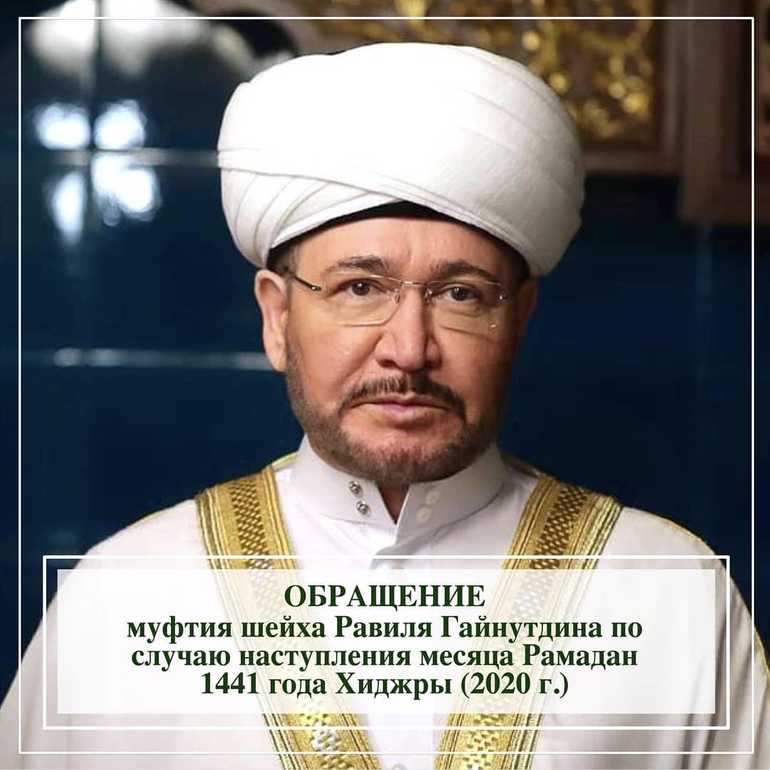 ОБРАЩЕНИЕ
муфтия шейха Равиля Гайнутдина по
случаю наступления месяца Рамадан
1441 года Хиджры (2020 г.)